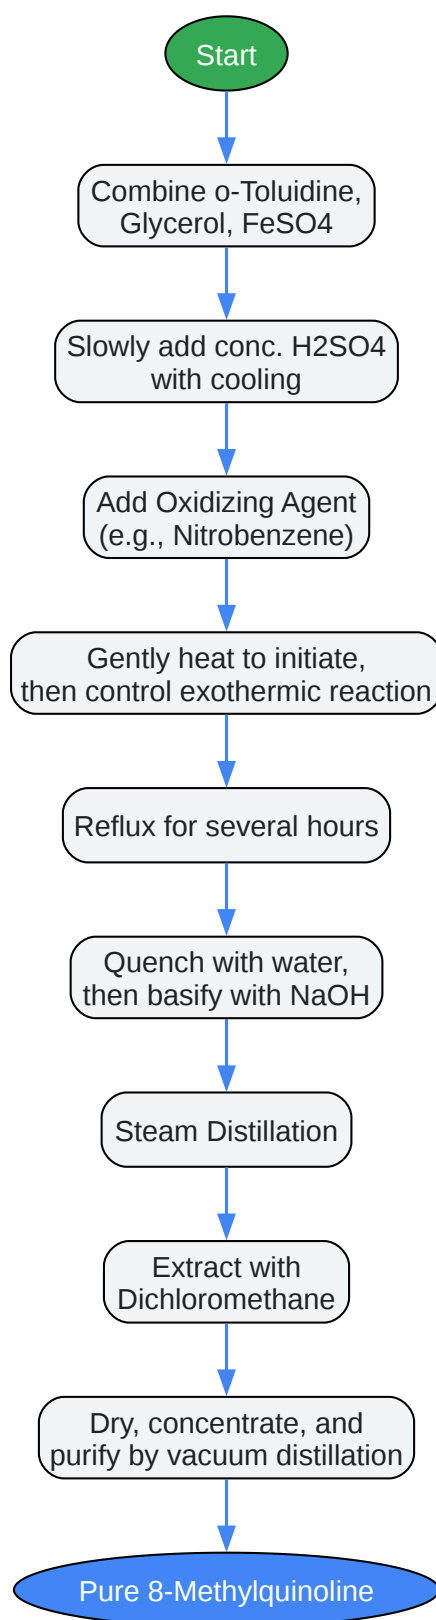 Start
Combine o-Toluidine,
Glycerol, FeSO4
Slowly add conc. H2SO4
with cooling
Add Oxidizing Agent
(e.g., Nitrobenzene)
Gently heat to initiate,
then control exothermic reaction
Reflux for several hours
Quench with water,
then basify with NaOH
Steam Distillation
Extract with
Dichloromethane
Dry, concentrate, and
purify by vacuum distillation
Pure 8-Methylquinoline